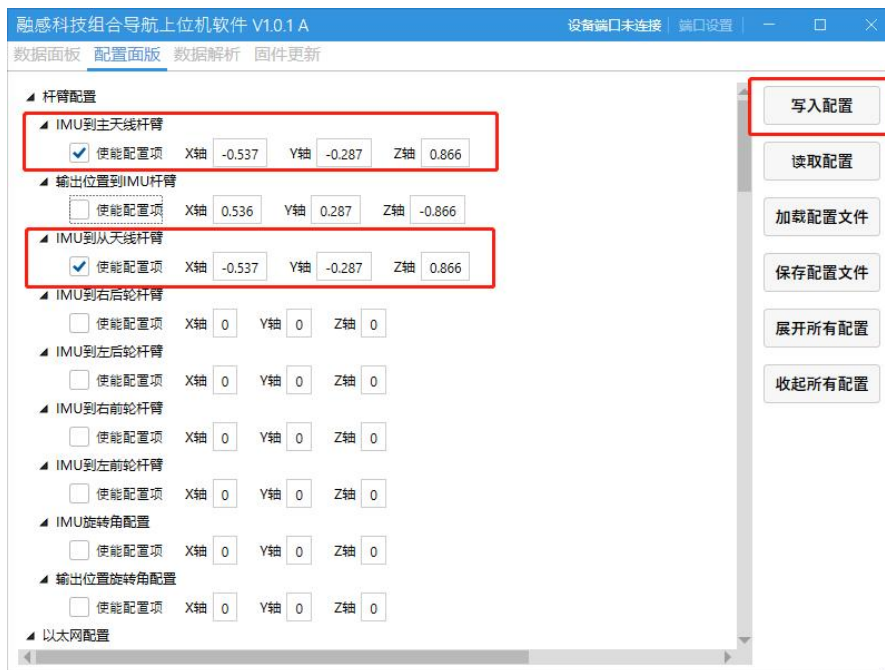 融感科技组合导航上位机软件 V1.0.1 A 设备端口未连接 端口设置
数据面板 配置面版 数据解析 固件更新
杆臂配置
IMU到主天线杆臂
使能配置项 X轴 -0.537 Y轴 -0.287 Z轴 0.866
输出位置到IMU杆臂
使能配置项 X轴 0.536 Y轴 0.287 Z轴 -0.866
IMU到从天线杆臂
使能配置项 X轴 -0.537 Y轴 -0.287 Z轴 0.866
IMU到右后轮杆臂
使能配置项 X轴 0 Y轴 0 Z轴 0
IMU到左后轮杆臂
使能配置项 X轴 0 Y轴 0 Z轴 0
IMU到右前轮杆臂
使能配置项 X轴 0 Y轴 0 Z轴 0
IMU到左前轮杆臂
使能配置项 X轴 0 Y轴 0 Z轴 0
IMU旋转角配置
使能配置项 X轴 0 Y轴 0 Z轴 0
输出位置旋转角配置
使能配置项 X轴 0 Y轴 0 Z轴 0
以太网配置
写入配置
读取配置
加载配置文件
保存配置文件
展开所有配置
收起所有配置